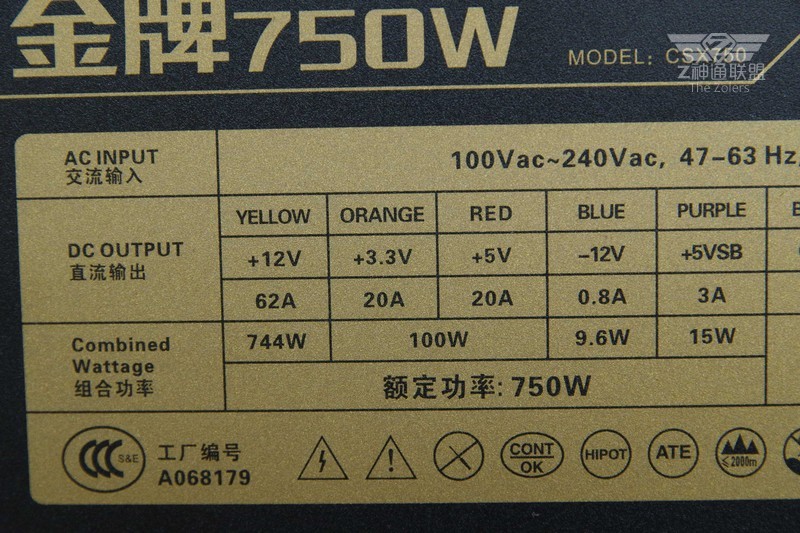 金牌750W
MODEL: CSX750
Z神通联盟
The Zolers
AC INPUT
交流输入
100Vac~240Vac, 47-63 Hz,
DC OUTPUT
直流输出
YELLOW ORANGE RED BLUE PURPLE
+12V +3.3V +5V -12V +5VSB
62A 20A 20A 0.8A 3A
Combined
Wattage
组合功率
744W 100W 9.6W 15W
额定功率: 750W
CCC S&E
工厂编号
A068179
CONT
OK
HIPOT
ATE
≤2000m